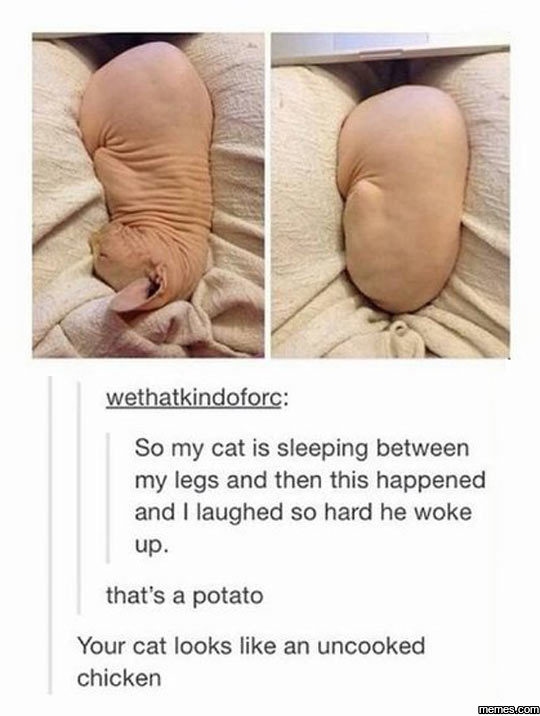 wethatkindoforc:
So my cat is sleeping between
my legs and then this happened
and I laughed so hard he woke
up.
that's a potato
Your cat looks like an uncooked
chicken
memes.com